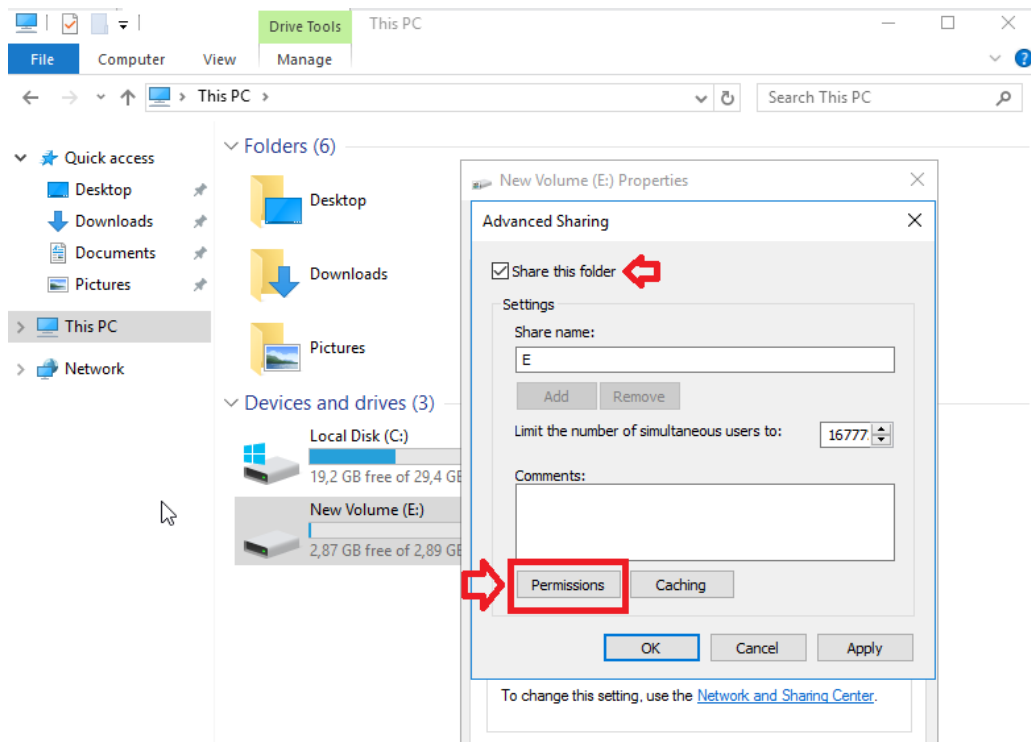 Drive Tools This PC
File Computer View Manage
This PC Search This PC
Quick access
Desktop
Downloads
Documents
Pictures
This PC
Network
Folders (6)
Desktop
Downloads
Pictures
Devices and drives (3)
Local Disk (C:)
19,2 GB free of 29,4 GB
New Volume (E:)
2,87 GB free of 2,89 GB
New Volume (E:) Properties
Advanced Sharing
Share this folder
Settings
Share name:
E
Add Remove
Limit the number of simultaneous users to: 16777
Comments:
Permissions Caching
OK Cancel Apply
To change this setting, use the Network and Sharing Center.